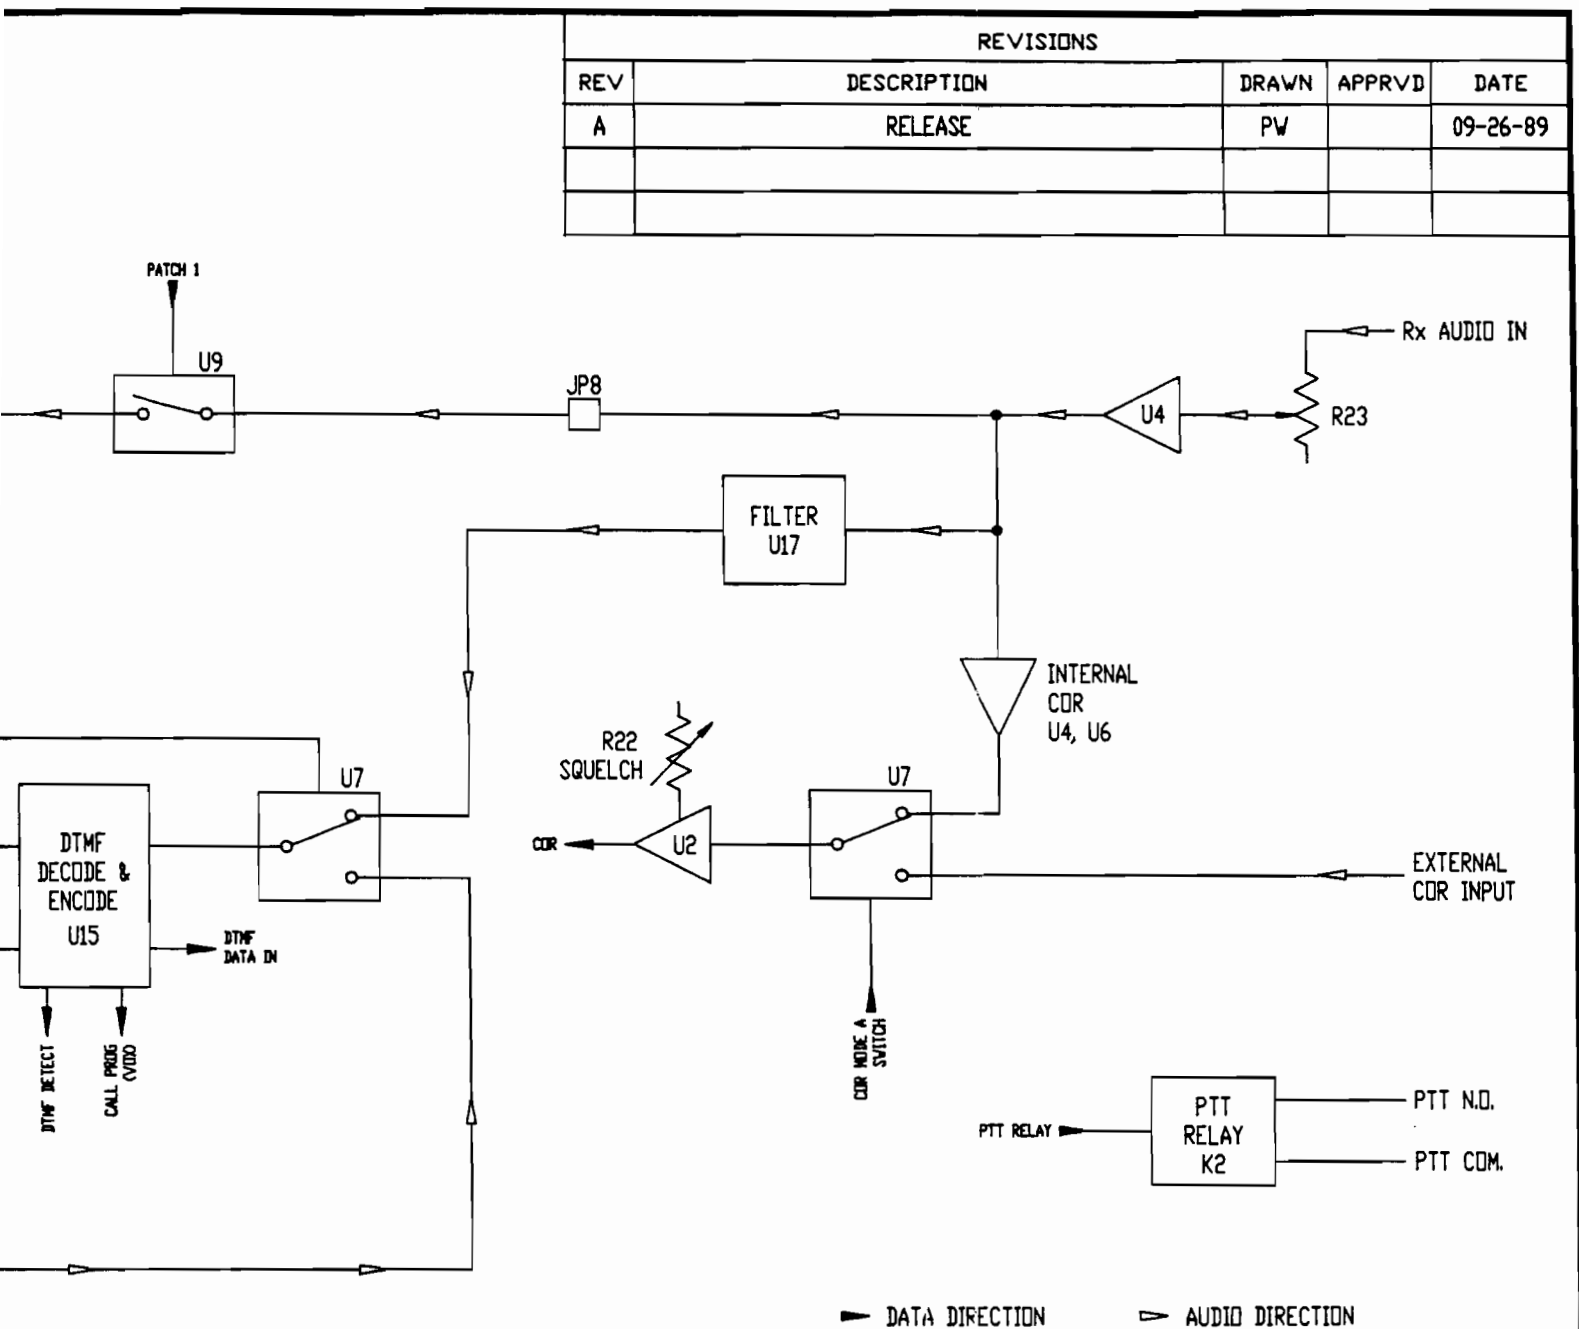 REVISIONS
REV DESCRIPTION DRAWN APPRVD DATE
A RELEASE PW 09-26-89
PATCH 1
U9
JP8
U4
Rx AUDIO IN
R23
FILTER
U17
INTERNAL
COR
U4, U6
R22
SQUELCH
U7
U7
COR
U2
DTMF
DECODE &
ENCODE
U15
DTMF
DATA IN
EXTERNAL
COR INPUT
DTMF DETECT
CALL PROG
(VOX)
COR MODE A
SWITCH
PTT RELAY
PTT
RELAY
K2
PTT N.O.
PTT COM.
DATA DIRECTION
AUDIO DIRECTION